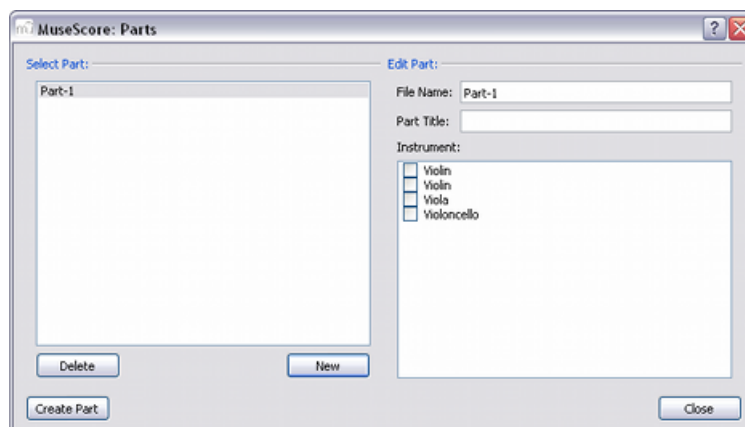 MuseScore: Parts
Select Part:
Part-1
Delete
New
Create Part
Edit Part:
File Name: Part-1
Part Title:
Instrument:
Violin
Violin
Viola
Violoncello
Close